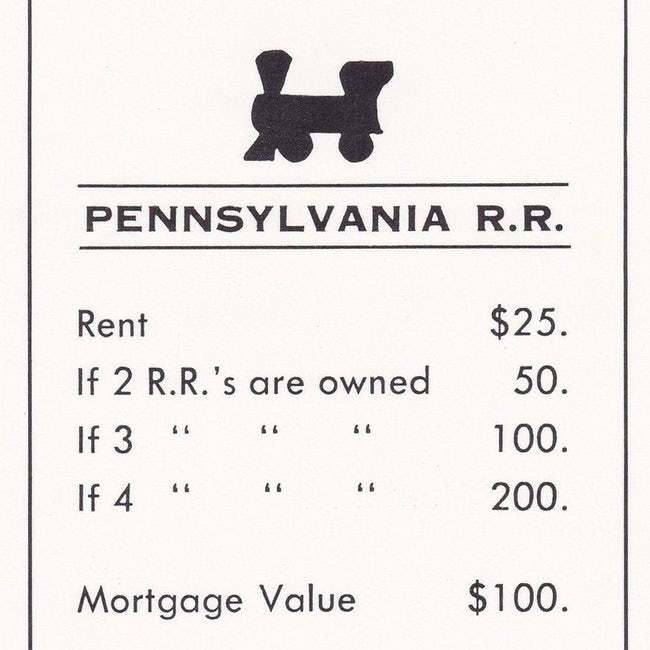 PENNSYLVANIA R.R.
Rent $25.
If 2 R.R.'s are owned 50.
If 3 “ “ “ 100.
If 4 “ “ “ 200.
Mortgage Value $100.